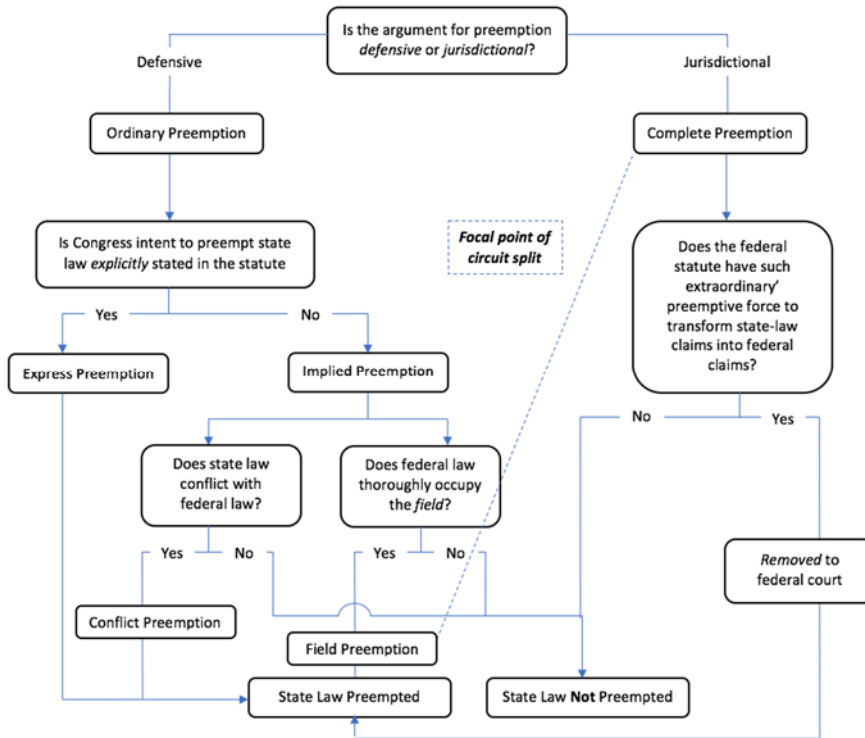 Is the argument for preemption
defensive or jurisdictional?
Defensive
Jurisdictional
Ordinary Preemption
Complete Preemption
Focal point of
circuit split
Is Congress intent to preempt state
law explicitly stated in the statute
Does the federal
statute have such
extraordinary'
preemptive force to
transform state-law
claims into federal
claims?
Yes
No
Express Preemption
Implied Preemption
No
Yes
Does state law
conflict with
federal law?
Does federal law
thoroughly occupy
the field?
Yes
No
Yes
No
Removed to
federal court
Conflict Preemption
Field Preemption
State Law Preempted
State Law Not Preempted